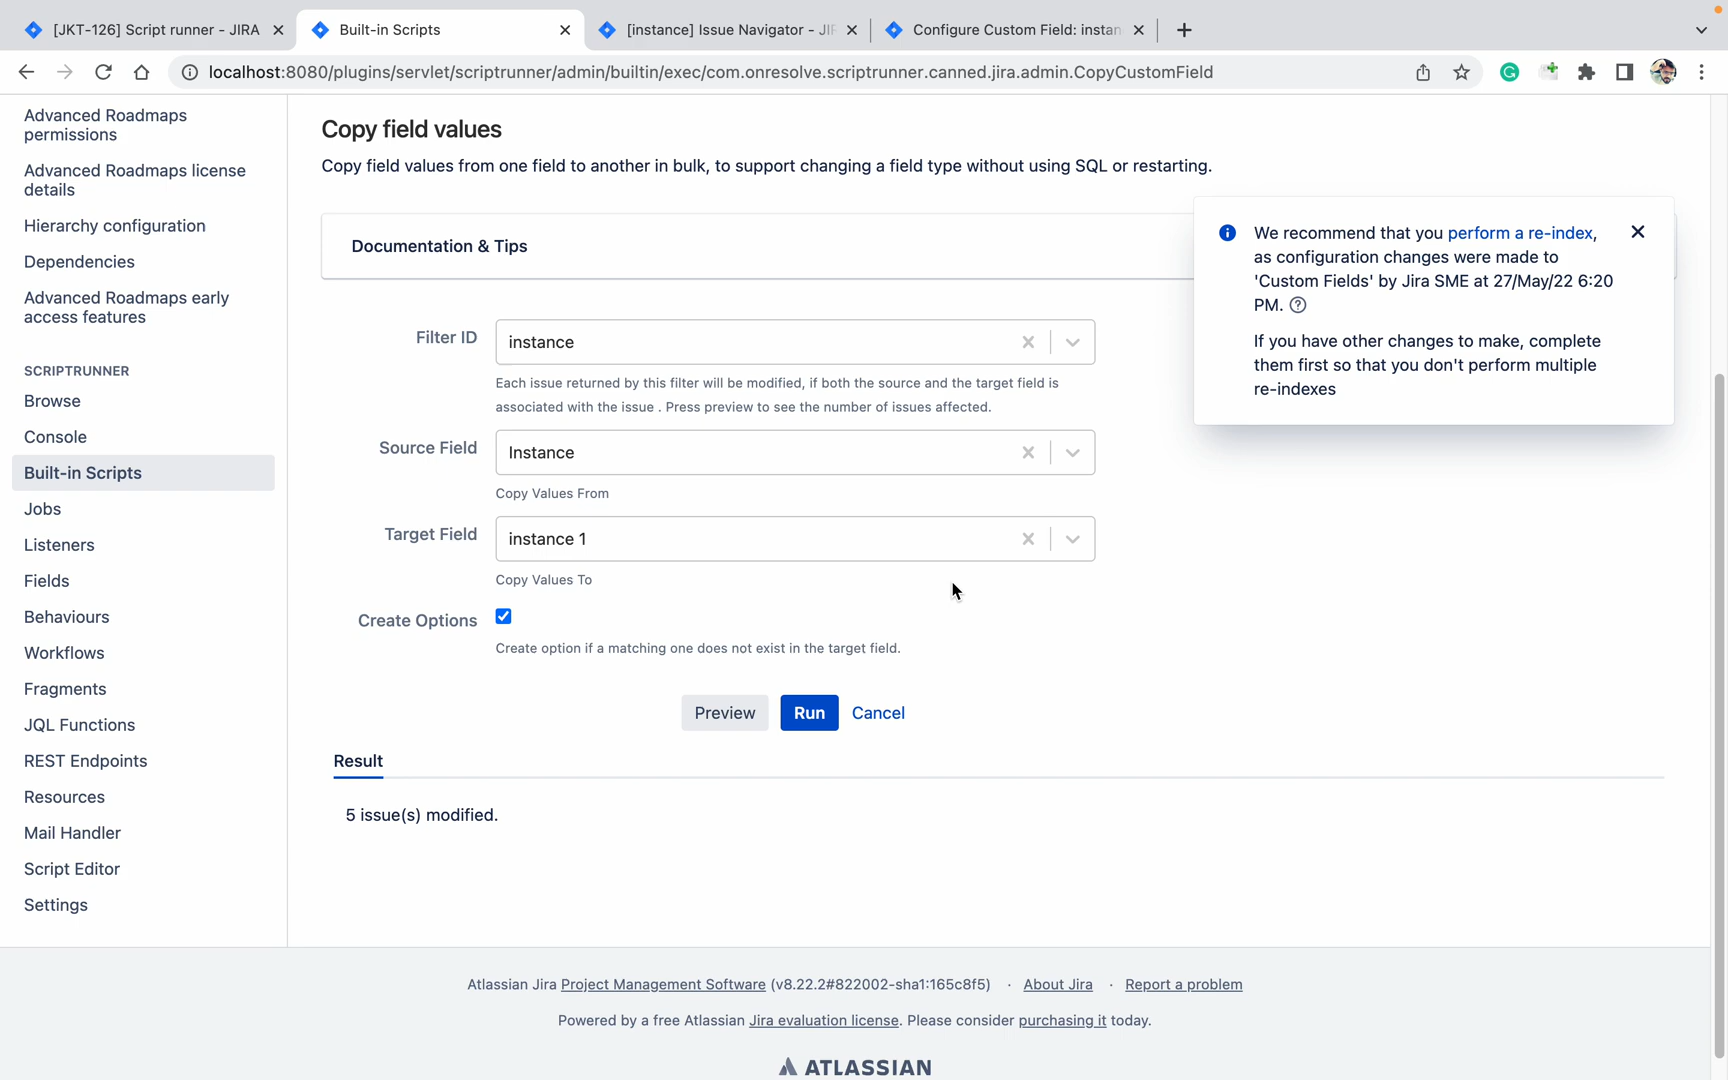 [JKT-126] Script runner - JIRA
Built-in Scripts
[instance] Issue Navigator - JIR
Configure Custom Field: instan
localhost:8080/plugins/servlet/scriptrunner/admin/builtin/exec/com.onresolve.scriptrunner.canned.jira.admin.CopyCustomField
Advanced Roadmaps
permissions
Advanced Roadmaps license
details
Hierarchy configuration
Dependencies
Advanced Roadmaps early
access features
SCRIPTRUNNER
Browse
Console
Built-in Scripts
Jobs
Listeners
Fields
Behaviours
Workflows
Fragments
JQL Functions
REST Endpoints
Resources
Mail Handler
Script Editor
Settings
Copy field values
Copy field values from one field to another in bulk, to support changing a field type without using SQL or restarting.
Documentation & Tips
We recommend that you perform a re-index,
as configuration changes were made to
'Custom Fields' by Jira SME at 27/May/22 6:20
PM.
If you have other changes to make, complete
them first so that you don't perform multiple
re-indexes
Filter ID
instance
Each issue returned by this filter will be modified, if both the source and the target field is
associated with the issue . Press preview to see the number of issues affected.
Source Field
Instance
Copy Values From
Target Field
instance 1
Copy Values To
Create Options
Create option if a matching one does not exist in the target field.
Preview
Run
Cancel
Result
5 issue(s) modified.
Atlassian Jira Project Management Software (v8.22.2#822002-sha1:165c8f5) · About Jira · Report a problem
Powered by a free Atlassian Jira evaluation license. Please consider purchasing it today.
ATLASSIAN